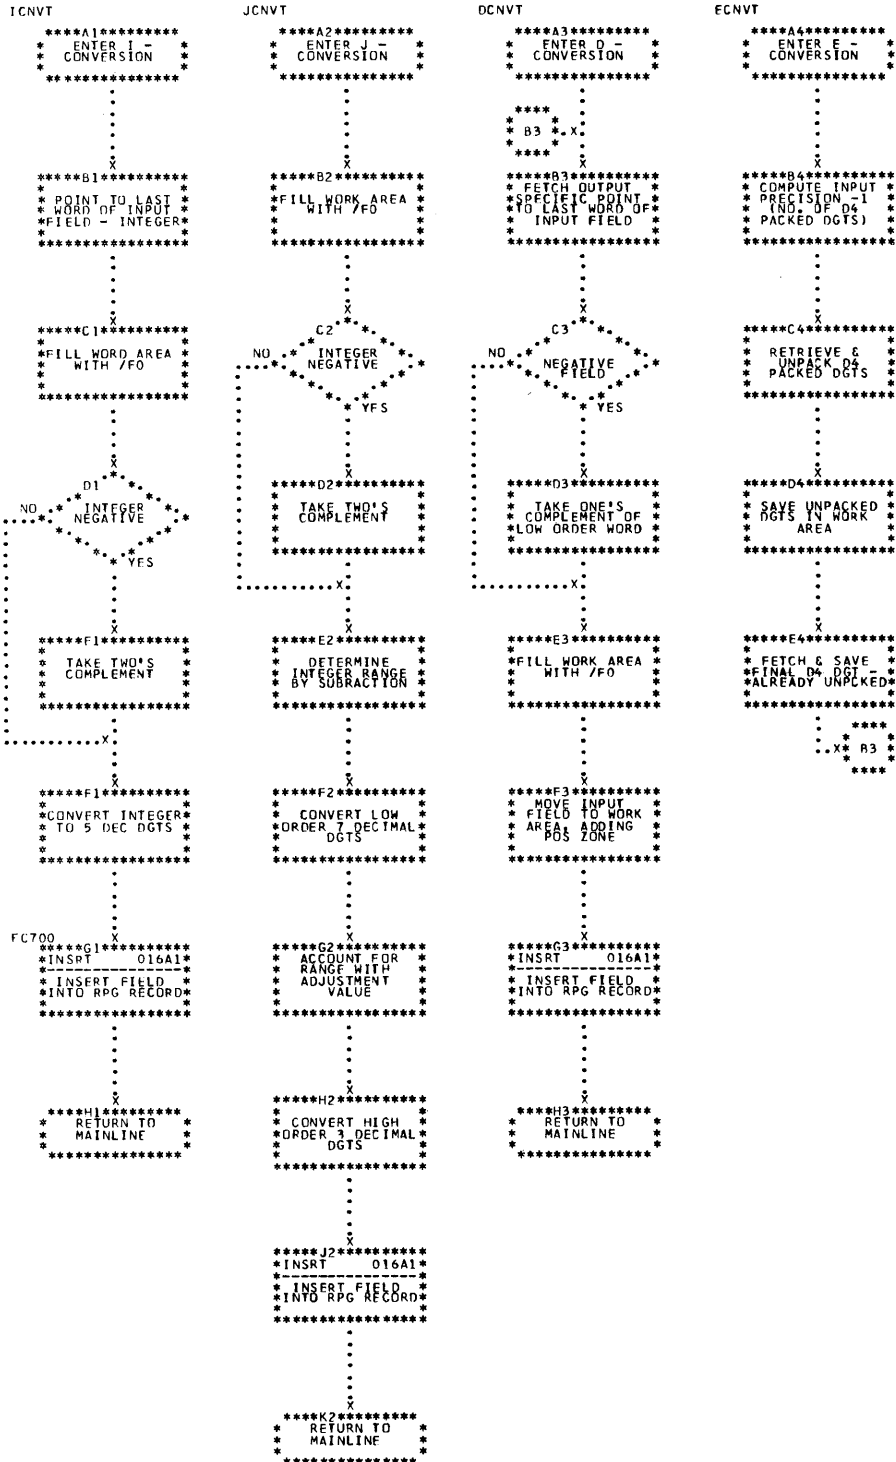 ICNVT
A1
ENTER I -
CONVERSION
B1
POINT TO LAST
WORD OF INPUT
FIELD - INTEGER
C1
FILL WORD AREA
WITH /F0
D1
INTEGER
NEGATIVE
NO
YES
E1
TAKE TWO'S
COMPLEMENT
F1
CONVERT INTEGER
TO 5 DEC DGTS
FC700
G1
INSRT 016A1
INSERT FIELD
INTO RPG RECORD
H1
RETURN TO
MAINLINE
JCNVT
A2
ENTER J -
CONVERSION
B2
FILL WORK AREA
WITH /F0
C2
INTEGER
NEGATIVE
NO
YES
D2
TAKE TWO'S
COMPLEMENT
E2
DETERMINE
INTEGER RANGE
BY SUBRACTION
F2
CONVERT LOW
ORDER 7 DECIMAL
DGTS
G2
ACCOUNT FOR
RANGE WITH
ADJUSTMENT
VALUE
H2
CONVERT HIGH
ORDER 3 DECIMAL
DGTS
J2
INSRT 016A1
INSERT FIELD
INTO RPG RECORD
K2
RETURN TO
MAINLINE
DCNVT
A3
ENTER D -
CONVERSION
B3
B3
FETCH OUTPUT
SPECIFIC POINT
TO LAST WORD OF
INPUT FIELD
C3
NEGATIVE
FIELD
NO
YES
D3
TAKE ONE'S
COMPLEMENT OF
LOW ORDER WORD
E3
FILL WORK AREA
WITH /F0
F3
MOVE INPUT
FIELD TO WORK
AREA, ADDING
POS ZONE
G3
INSRT 016A1
INSERT FIELD
INTO RPG RECORD
H3
RETURN TO
MAINLINE
ECNVT
A4
ENTER E -
CONVERSION
B4
COMPUTE INPUT
PRECISION -1
(NO. OF D4
PACKED DGTS)
C4
RETRIEVE &
UNPACK D4
PACKED DGTS
D4
SAVE UNPACKED
DGTS IN WORK
AREA
E4
FETCH & SAVE
FINAL D4 DGT -
ALREADY UNPCKED
B3